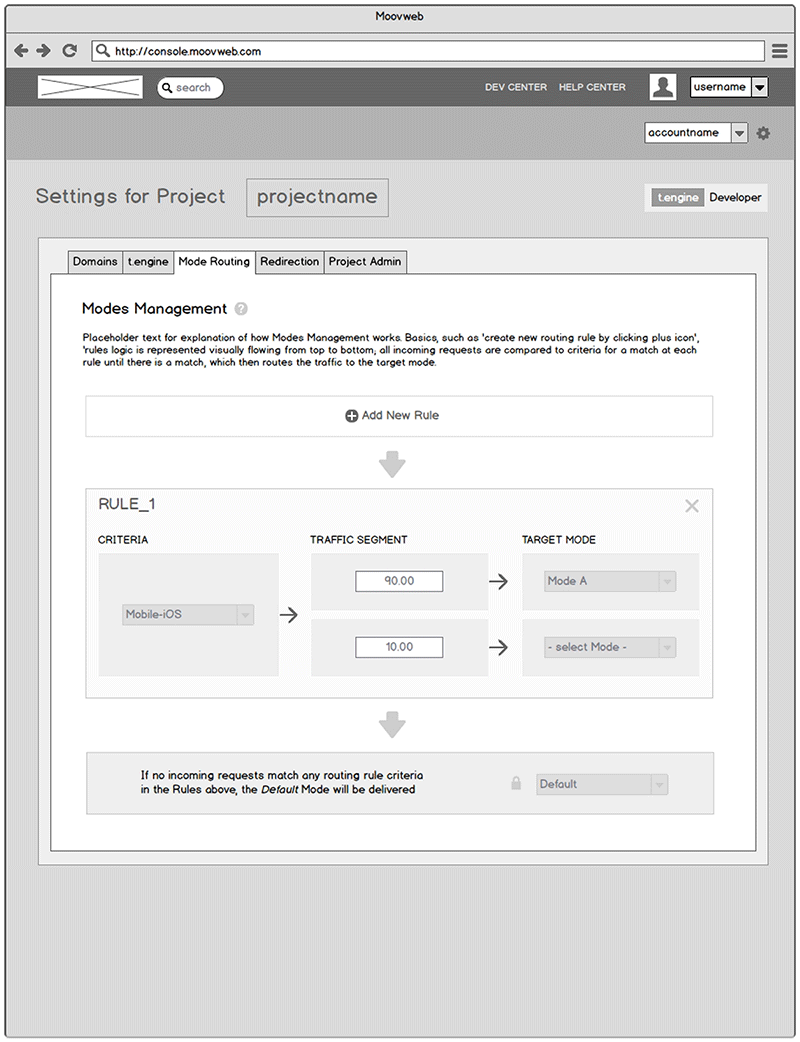 Moovweb
http://console.moovweb.com
search
DEV CENTER
HELP CENTER
username
accountname
Settings for Project
projectname
t.engine
Developer
Domains
t.engine
Mode Routing
Redirection
Project Admin
Modes Management ?
Placeholder text for explanation of how Modes Management works. Basics, such as 'create new routing rule by clicking plus icon',
'rules logic is represented visually flowing from top to bottom; all incoming requests are compared to criteria for a match at each
rule until there is a match, which then routes the traffic to the target mode.
Add New Rule
RULE_1
CRITERIA
TRAFFIC SEGMENT
TARGET MODE
Mobile-iOS
90.00
Mode A
10.00
- select Mode -
If no incoming requests match any routing rule criteria
in the Rules above, the Default Mode will be delivered
Default